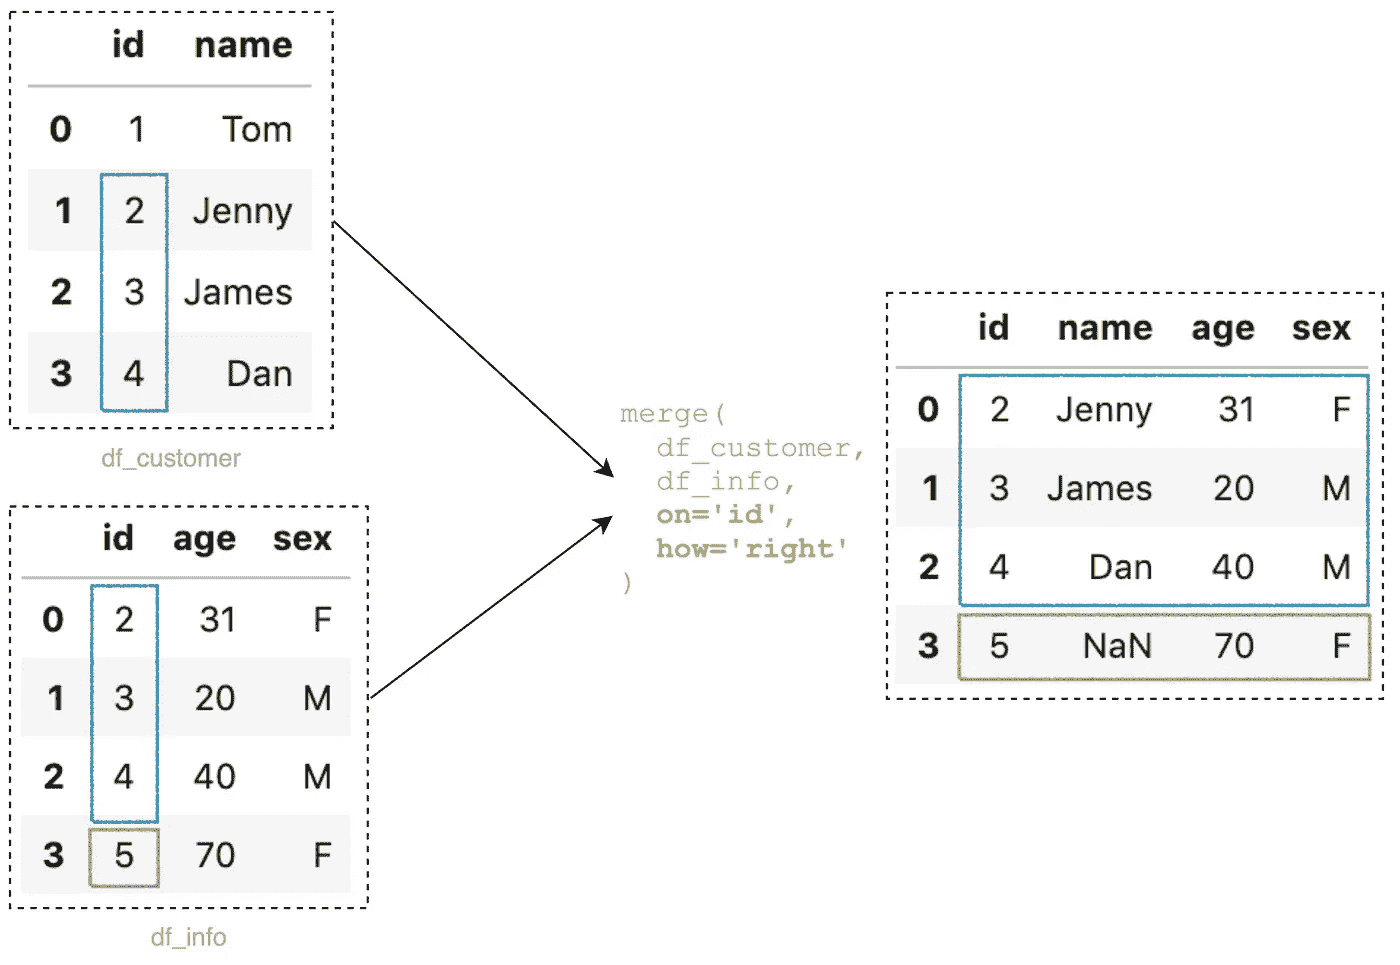 id name
0 1 Tom
1 2 Jenny
2 3 James
3 4 Dan
df_customer
id age sex
0 2 31 F
1 3 20 M
2 4 40 M
3 5 70 F
df_info
merge(
df_customer,
df_info,
on='id',
how='right'
)
id name age sex
0 2 Jenny 31 F
1 3 James 20 M
2 4 Dan 40 M
3 5 NaN 70 F